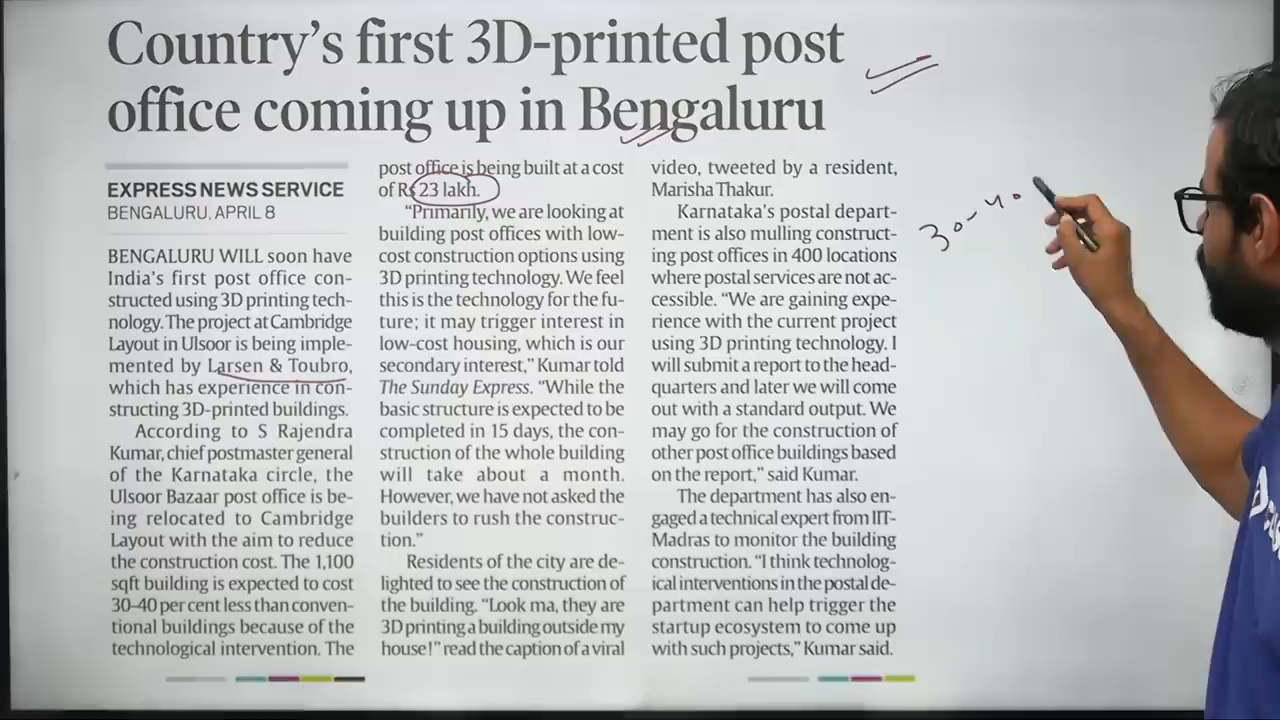 Country's first 3D-printed post
office coming up in Bengaluru
EXPRESS NEWS SERVICE
BENGALURU, APRIL 8
BENGALURU WILL soon have
India's first post office con-
structed using 3D printing tech-
nology. The project at Cambridge
Layout in Ulsoor is being imple-
mented by Larsen & Toubro,
which has experience in con-
structing 3D-printed buildings.
According to S Rajendra
Kumar, chief postmaster general
of the Karnataka circle, the
Ulsoor Bazaar post office is be-
ing relocated to Cambridge
Layout with the aim to reduce
the construction cost. The 1,100
sqft building is expected to cost
30-40 per cent less than conven-
tional buildings because of the
technological intervention. The
post office is being built at a cost
of Rs 23 lakh.
"Primarily, we are looking at
building post offices with low-
cost construction options using
3D printing technology. We feel
this is the technology for the fu-
ture; it may trigger interest in
low-cost housing, which is our
secondary interest," Kumar told
The Sunday Express. "While the
basic structure is expected to be
completed in 15 days, the con-
struction of the whole building
will take about a month.
However, we have not asked the
builders to rush the construc-
tion."
Residents of the city are de-
lighted to see the construction of
the building. "Look ma, they are
3D printing a building outside my
house!" read the caption of a viral
video, tweeted by a resident,
Marisha Thakur.
Karnataka's postal depart-
ment is also mulling construct-
ing post offices in 400 locations
where postal services are not ac-
cessible. "We are gaining expe-
rience with the current project
using 3D printing technology. I
will submit a report to the head-
quarters and later we will come
out with a standard output. We
may go for the construction of
other post office buildings based
on the report," said Kumar.
The department has also en-
gaged a technical expert from IIT-
Madras to monitor the building
construction. "I think technolog-
ical interventions in the postal de-
partment can help trigger the
startup ecosystem to come up
with such projects," Kumar said.
30-40